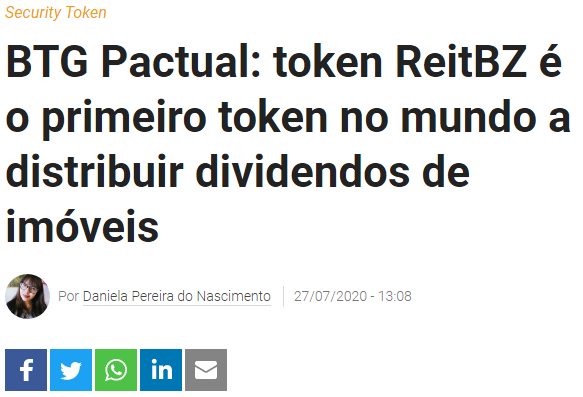 Security Token
BTG Pactual: token ReitBZ é
o primeiro token no mundo a
distribuir dividendos de
imóveis
Por Daniela Pereira do Nascimento 27/07/2020 - 13:08